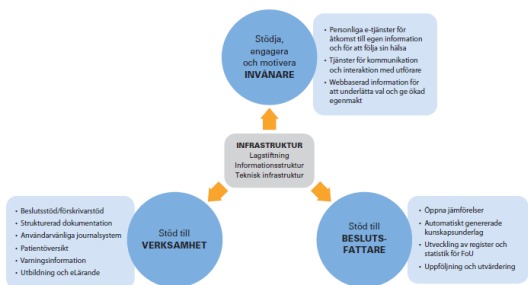 Stödja,
engagera
och motivera
INVÅNARE
• Personliga e-tjänster för
åtkomst till egen information
och för att följa sin hälsa
• Tjänster för kommunikation
och interaktion med utförare
• Webbaserad information för
att underlätta val och ge ökad
egenmakt
INFRASTRUKTUR
Lagstiftning
Informationsstruktur
Teknisk infrastruktur
• Beslutsstöd/förskrivarstöd
• Strukturerad dokumentation
• Användarvänliga journalsystem
• Patientöversikt
• Varningsinformation
• Utbildning och eLärande
Stöd till
VERKSAMHET
Stöd till
BESLUTS-
FATTARE
• Öppna jämförelser
• Automatiskt genererade
kunskapsunderlag
• Utveckling av register och
statistik för FoU
• Uppföljning och utvärdering